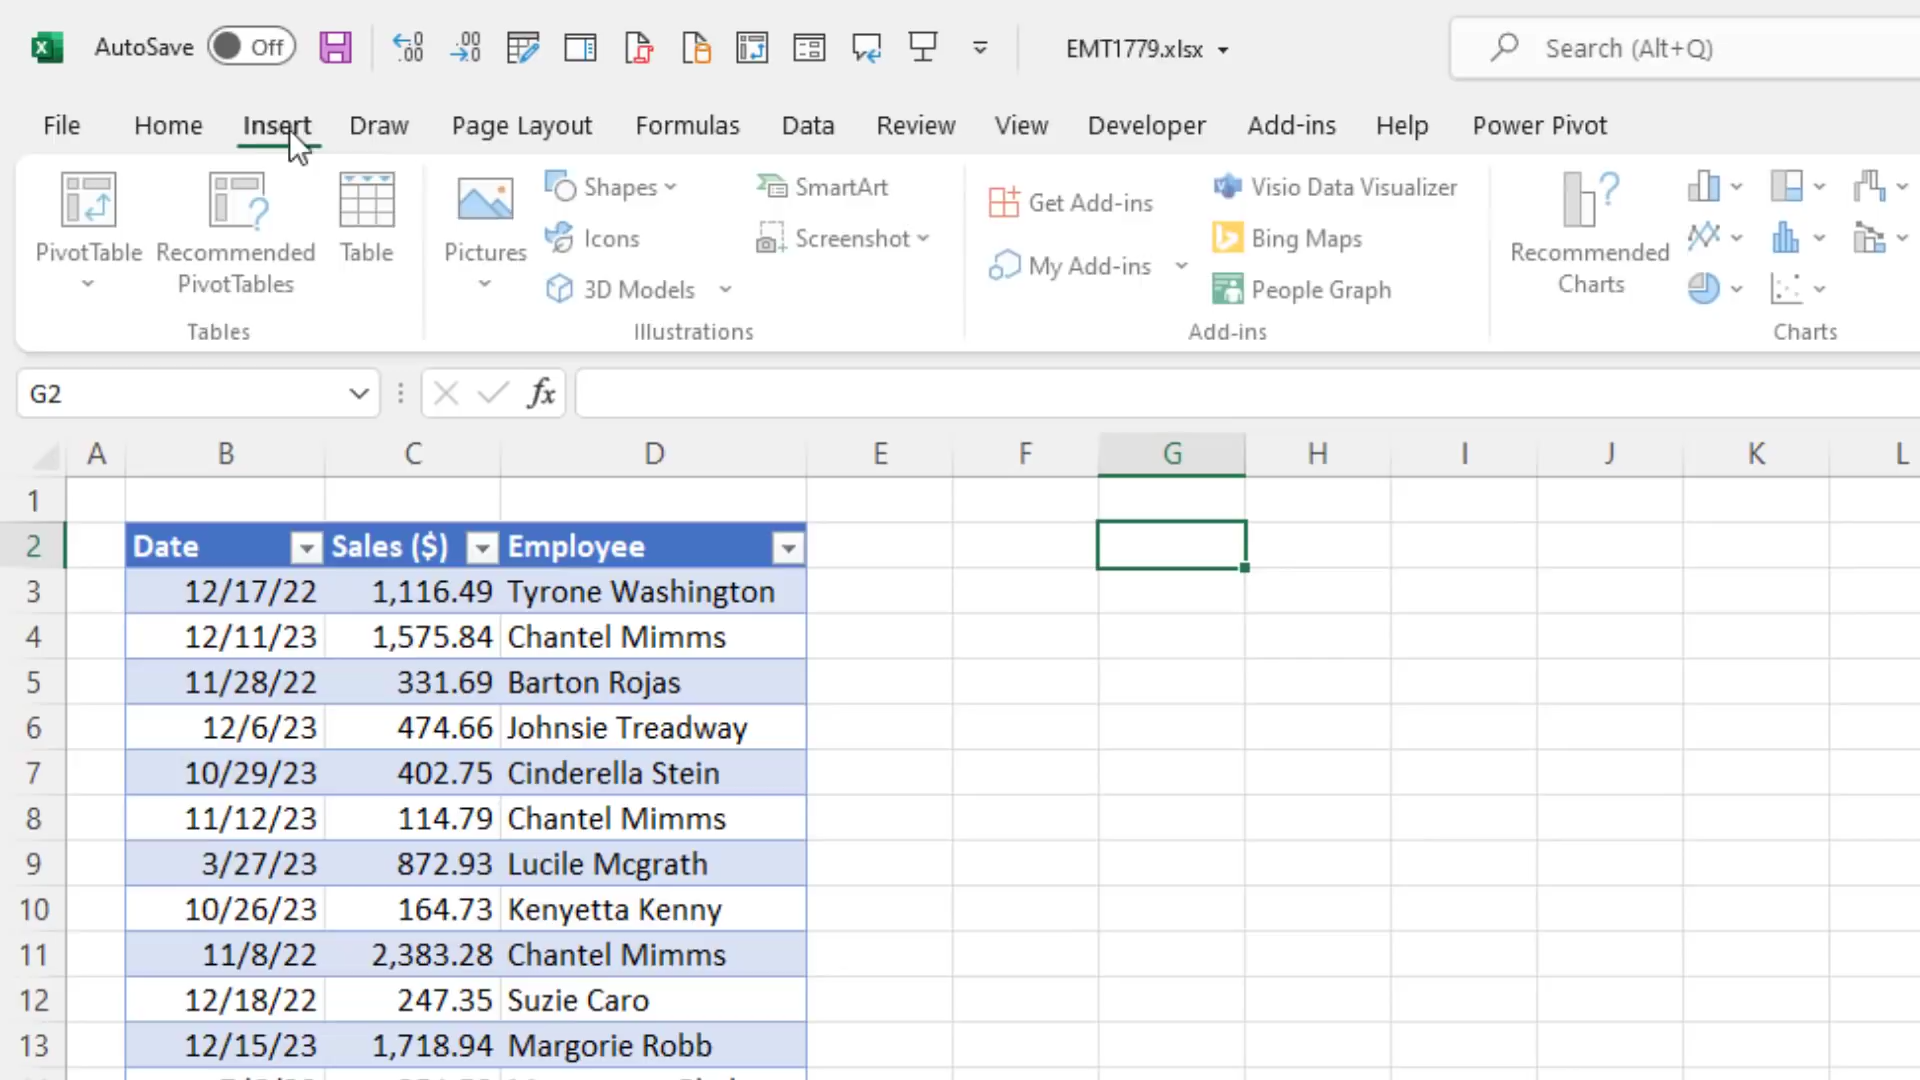 AutoSave Off EMT1779.xlsx Search (Alt+Q)
File Home Insert Draw Page Layout Formulas Data Review View Developer Add-ins Help Power Pivot
PivotTable
Recommended
PivotTables
Table
Tables
Pictures
Shapes
Icons
3D Models
SmartArt
Screenshot
Illustrations
Get Add-ins
My Add-ins
Visio Data Visualizer
Bing Maps
People Graph
Add-ins
Recommended
Charts
Charts
G2 fx
A B C D E F G H I J K L
1
2 Date Sales ($) Employee
3 12/17/22 1,116.49 Tyrone Washington
4 12/11/23 1,575.84 Chantel Mimms
5 11/28/22 331.69 Barton Rojas
6 12/6/23 474.66 Johnsie Treadway
7 10/29/23 402.75 Cinderella Stein
8 11/12/23 114.79 Chantel Mimms
9 3/27/23 872.93 Lucile Mcgrath
10 10/26/23 164.73 Kenyetta Kenny
11 11/8/22 2,383.28 Chantel Mimms
12 12/18/22 247.35 Suzie Caro
13 12/15/23 1,718.94 Margorie Robb